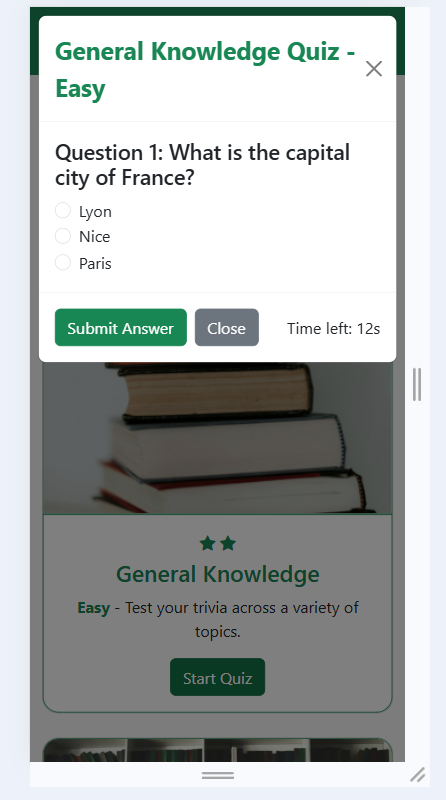 General Knowledge Quiz -
Easy
Question 1: What is the capital
city of France?
Lyon
Nice
Paris
Submit Answer
Close
Time left: 12s
General Knowledge
Easy - Test your trivia across a variety of
topics.
Start Quiz